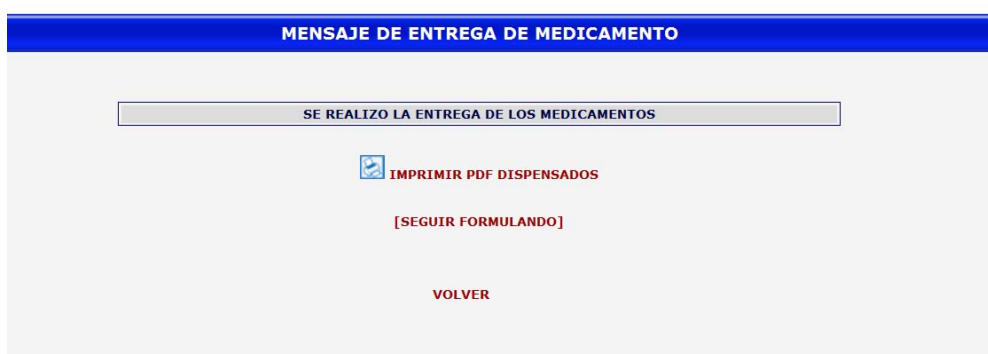 MENSAJE DE ENTREGA DE MEDICAMENTO
SE REALIZO LA ENTREGA DE LOS MEDICAMENTOS
IMPRIMIR PDF DISPENSADOS
[SEGUIR FORMULANDO]
VOLVER